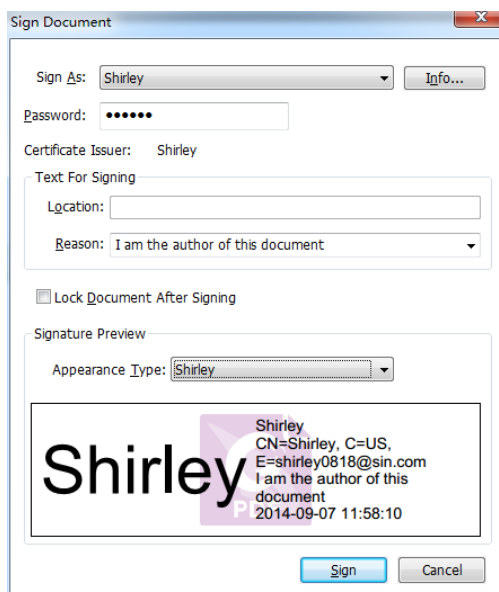 Sign Document
Sign As: Shirley Info...
Password: ••••••
Certificate Issuer: Shirley
Text For Signing
Location:
Reason: I am the author of this document
Lock Document After Signing
Signature Preview
Appearance Type: Shirley
Shirley
Shirley
CN=Shirley, C=US,
E=shirley0818@sin.com
I am the author of this
document
2014-09-07 11:58:10
PDF
Sign Cancel